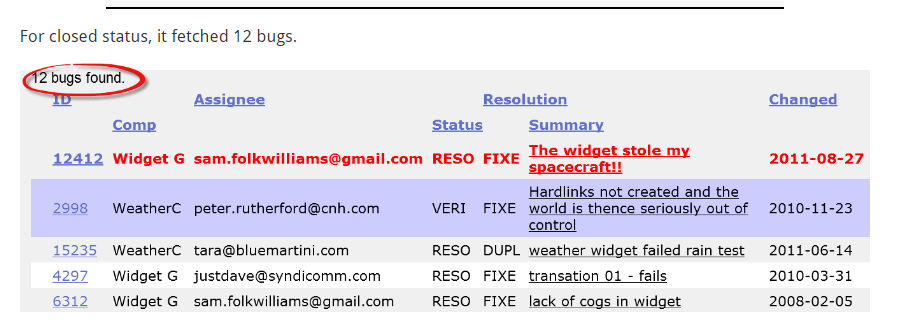 For closed status, it fetched 12 bugs.
12 bugs found.
ID Assignee Resolution Changed
Comp Status Summary
12412 Widget G sam.folkwilliams@gmail.com RESO FIXE The widget stole my spacecraft!! 2011-08-27
2998 WeatherC peter.rutherford@cnh.com VERI FIXE Hardlinks not created and the world is thence seriously out of control 2010-11-23
15235 WeatherC tara@bluemartini.com RESO DUPL weather widget failed rain test 2011-06-14
4297 Widget G justdave@syndicomm.com RESO FIXE transation 01 - fails 2010-03-31
6312 Widget G sam.folkwilliams@gmail.com RESO FIXE lack of cogs in widget 2008-02-05